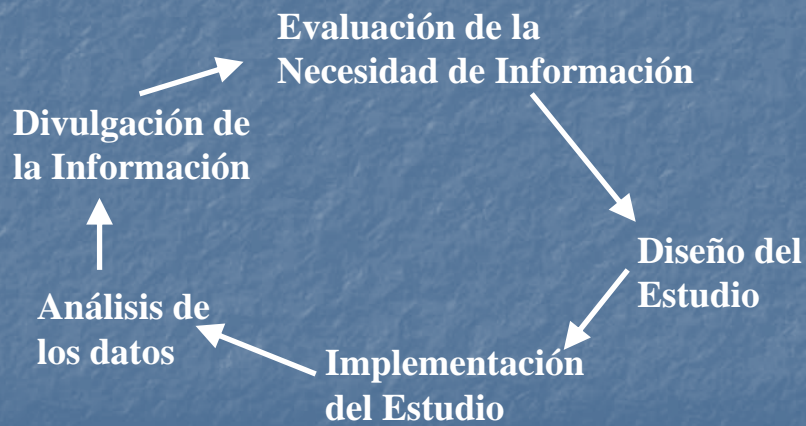 Evaluación de la
Necesidad de Información
Divulgación de
la Información
Diseño del
Estudio
Análisis de
los datos
Implementación
del Estudio